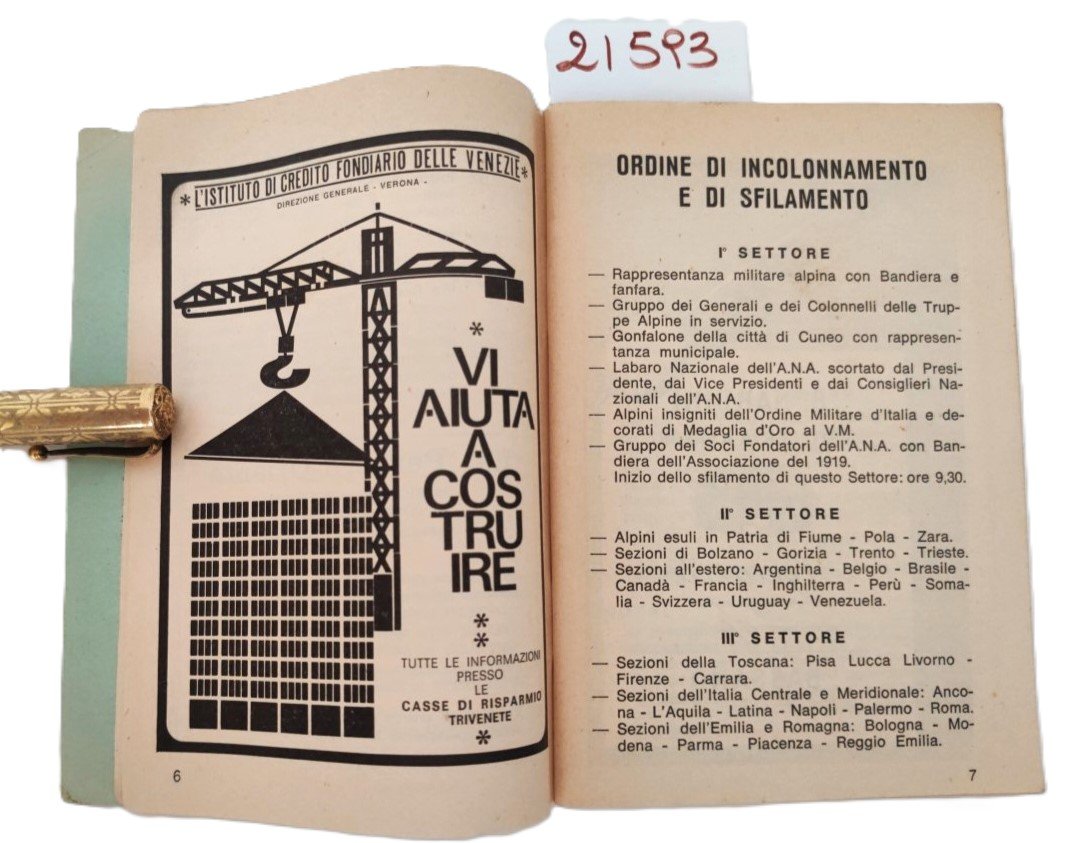 21593
* L'ISTITUTO DI CREDITO FONDIARIO DELLE VENEZIE *
DIREZIONE GENERALE - VERONA -
*
VI
AIUTA
A
COS
TRU
IRE
*
*
TUTTE LE INFORMAZIONI
PRESSO
LE
CASSE DI RISPARMIO
TRIVENETE
*
6
ORDINE DI INCOLONNAMENTO
E DI SFILAMENTO
I° SETTORE
— Rappresentanza militare alpina con Bandiera e
fanfara.
— Gruppo dei Generali e dei Colonnelli delle Trup-
pe Alpine in servizio.
— Gonfalone della città di Cuneo con rappresen-
tanza municipale.
— Labaro Nazionale dell'A.N.A. scortato dal Presi-
dente, dai Vice Presidenti e dai Consiglieri Na-
zionali dell'A.N.A.
— Alpini insigniti dell'Ordine Militare d'Italia e de-
corati di Medaglia d'Oro al V.M.
— Gruppo dei Soci Fondatori dell'A.N.A. con Ban-
diera dell'Associazione del 1919.
Inizio dello sfilamento di questo Settore: ore 9,30.
II° SETTORE
— Alpini esuli in Patria di Fiume - Pola - Zara.
— Sezioni di Bolzano - Gorizia - Trento - Trieste.
— Sezioni all'estero: Argentina - Belgio - Brasile -
Canadà - Francia - Inghilterra - Perù - Soma-
lia - Svizzera - Uruguay - Venezuela.
III° SETTORE
— Sezioni della Toscana: Pisa Lucca Livorno -
Firenze - Carrara.
— Sezioni dell'Italia Centrale e Meridionale: Anco-
na - L'Aquila - Latina - Napoli - Palermo - Roma.
— Sezioni dell'Emilia e Romagna: Bologna - Mo-
dena - Parma - Piacenza - Reggio Emilia.
7